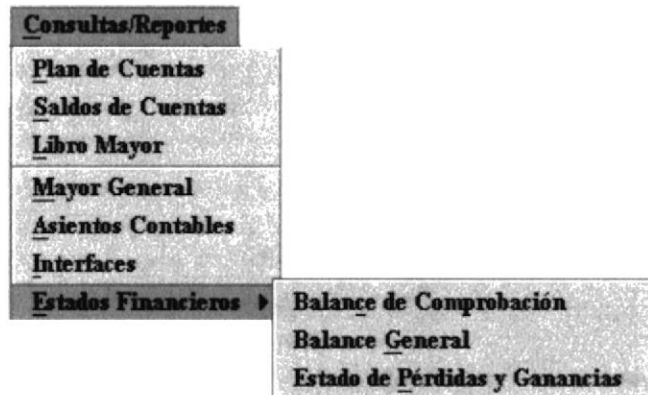 Consultas/Reportes
Plan de Cuentas
Saldos de Cuentas
Libro Mayor
Mayor General
Asientos Contables
Interfaces
Estados Financieros
Balance de Comprobación
Balance General
Estado de Pérdidas y Ganancias